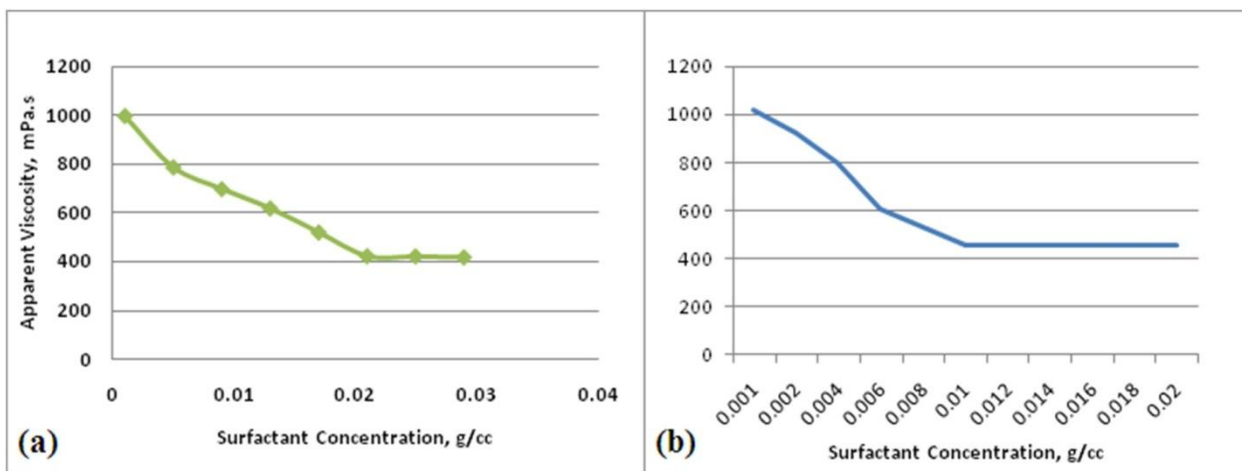 1200
1000
800
600
400
200
0
Apparent Viscosity, mPa.s
0 0.01 0.02 0.03 0.04
Surfactant Concentration, g/cc
(a)
1200
1000
800
600
400
200
0
0.001 0.002 0.004 0.006 0.008 0.01 0.012 0.014 0.016 0.018 0.02
Surfactant Concentration, g/cc
(b)